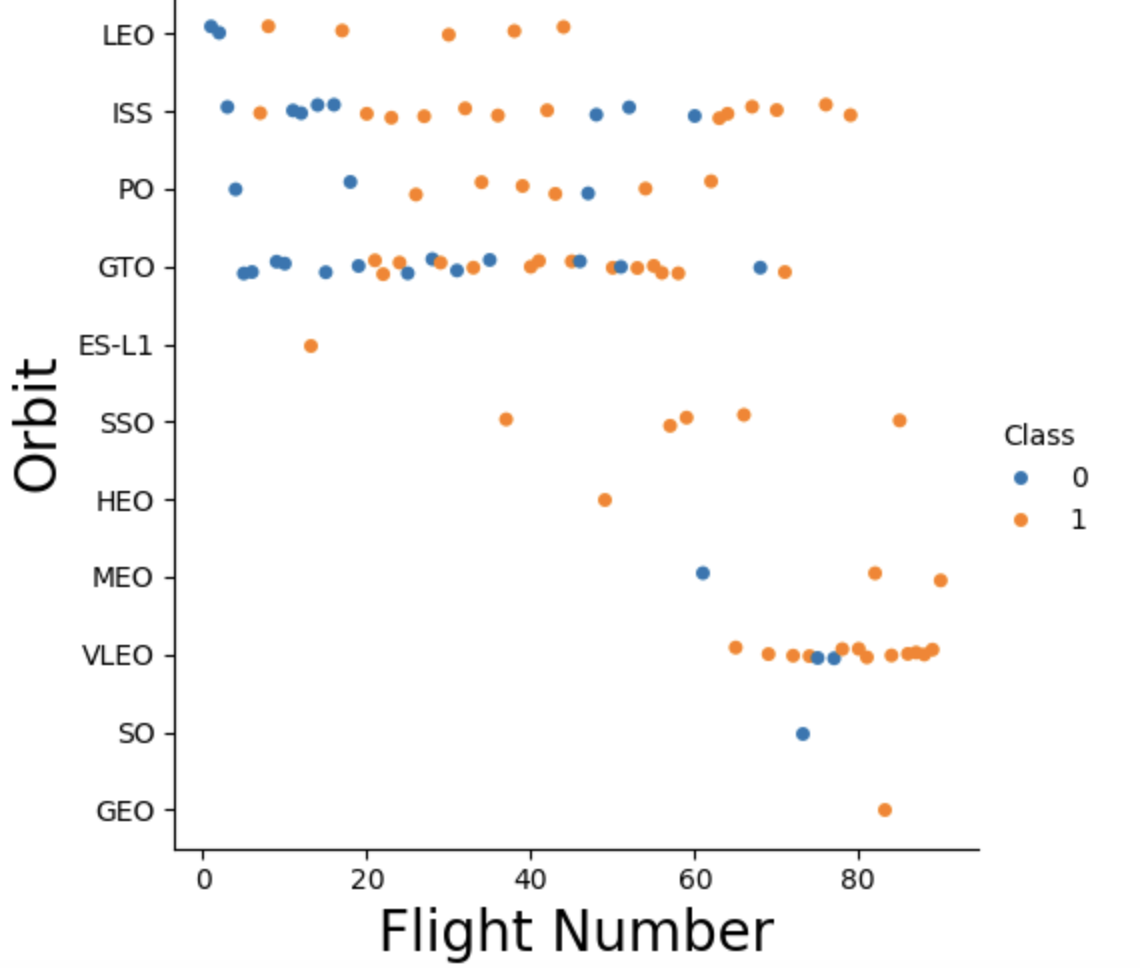 LEO
ISS
PO
GTO
ES-L1
SSO
HEO
MEO
VLEO
SO
GEO
Orbit
0 20 40 60 80
Flight Number
Class
0
1